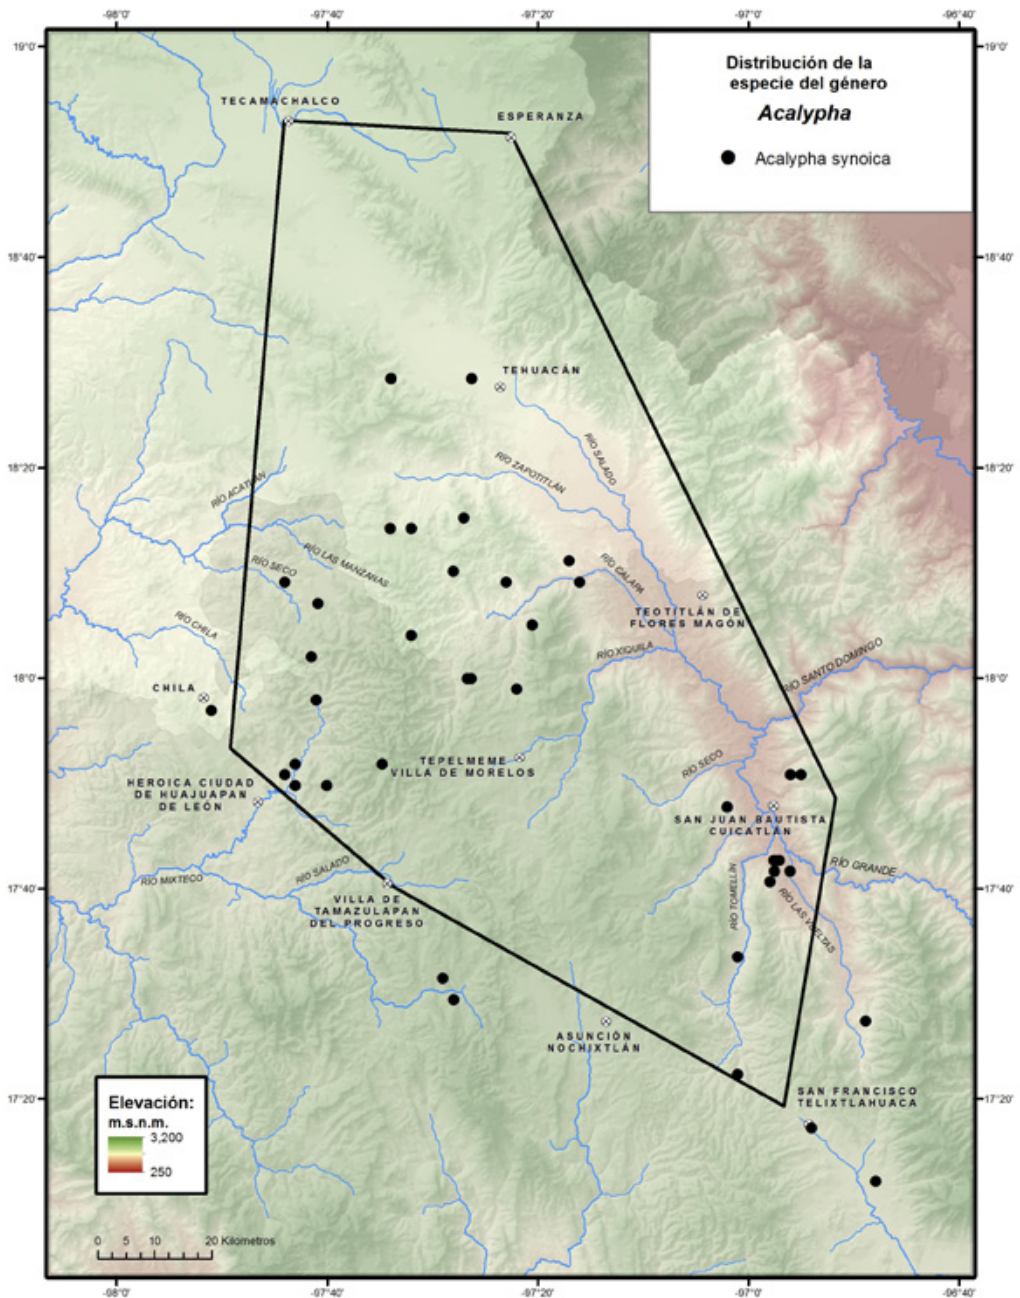 -98°0'
-97°40'
-97°20'
-97°0'
-96°40'
19°0'
19°0'
Distribución de la
especie del género
Acalypha
Acalypha synoica
TECAMACHALCO
ESPERANZA
18°40'
18°40'
TEHUACÁN
RÍO SALADO
RÍO ZAPOTITLÁN
18°20'
18°20'
RÍO ACATLÁN
RÍO LAS MANZARAS
RÍO SECO
RÍO CALAPA
TEOTITLÁN DE
FLORES MAGÓN
RÍO CHILA
RÍO XIQUILA
RÍO SANTO DOMINGO
18°0'
18°0'
CHILA
TEPELMEME
VILLA DE MORELOS
RÍO SECO
HEROICA CIUDAD
DE HUAJUAPAN
DE LEÓN
SAN JUAN BAUTISTA
CUICATLÁN
RÍO GRANDE
RÍO SALADO
RÍO MIXTECO
17°40'
17°40'
RÍO TOMELLÍN
RÍO LAS VUELTAS
VILLA DE
TAMAZULAPAN
DEL PROGRESO
ASUNCIÓN
NOCHIXTLÁN
SAN FRANCISCO
TELIXTLAHUACA
17°20'
17°20'
Elevación:
m.s.n.m.
3,200
250
0 5 10 20 Kilometros
-98°0'
-97°40'
-97°20'
-97°0'
-96°40'